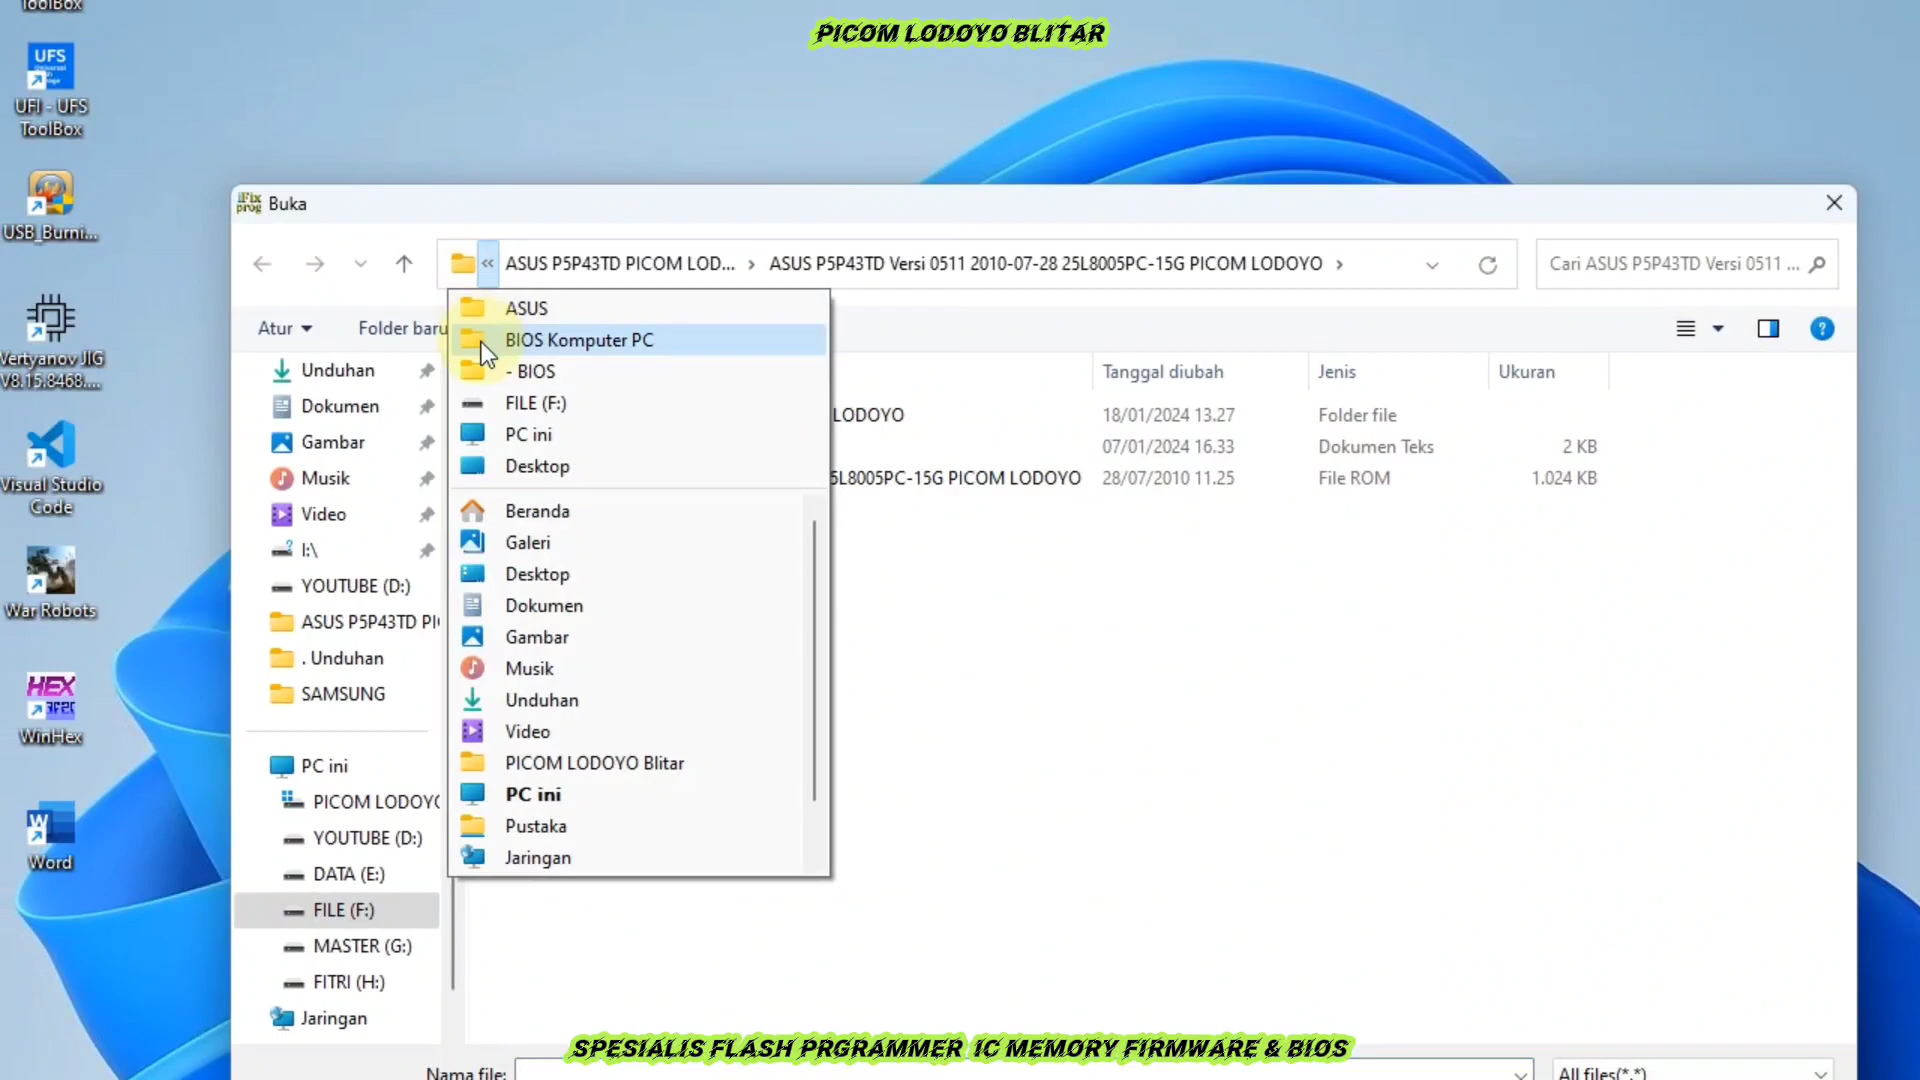 ToolBox
PICOM LODOYO BLITAR
UFS
UFI - UFS
ToolBox
USB_Burni...
Vertyanov JIG
V8.15.8468....
Visual Studio
Code
War Robots
HEX
WinHex
W
Word
iFix
prog
Buka
« ASUS P5P43TD PICOM LOD... › ASUS P5P43TD Versi 0511 2010-07-28 25L8005PC-15G PICOM LODOYO ›
Cari ASUS P5P43TD Versi 0511 ...
Atur
Folder baru
Unduhan
Dokumen
Gambar
Musik
Video
I:\
YOUTUBE (D:)
ASUS P5P43TD PI
. Unduhan
SAMSUNG
PC ini
PICOM LODOYO
YOUTUBE (D:)
DATA (E:)
FILE (F:)
MASTER (G:)
FITRI (H:)
Jaringan
ASUS
BIOS Komputer PC
- BIOS
FILE (F:)
PC ini
Desktop
Beranda
Galeri
Desktop
Dokumen
Gambar
Musik
Unduhan
Video
PICOM LODOYO Blitar
PC ini
Pustaka
Jaringan
Tanggal diubah Jenis Ukuran
LODOYO 18/01/2024 13.27 Folder file
07/01/2024 16.33 Dokumen Teks 2 KB
5L8005PC-15G PICOM LODOYO 28/07/2010 11.25 File ROM 1.024 KB
SPESIALIS FLASH PRGRAMMER IC MEMORY FIRMWARE & BIOS
Nama file:
All files(*.*)